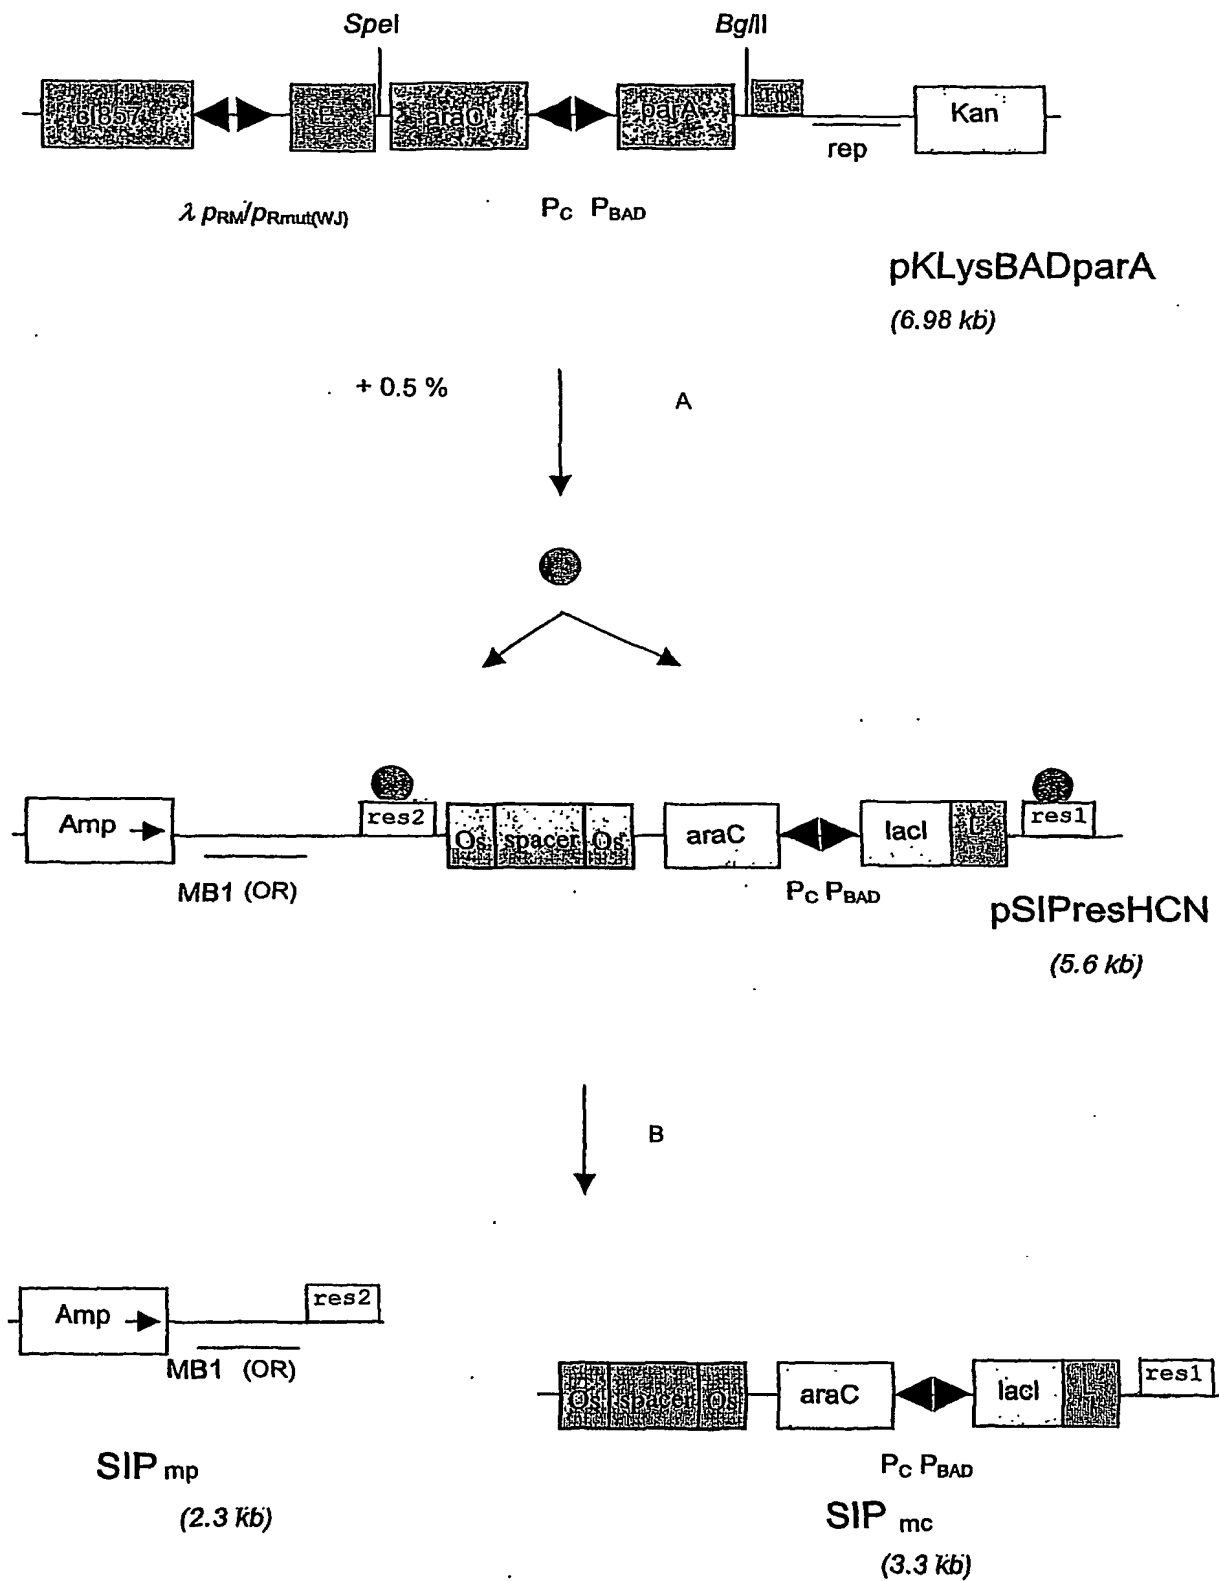 SpeI BglII
cI857 E araC parA Kan
rep
λ pRM/pRmut(WJ) PC PBAD
pKLysBADparA
(6.98 kb)
+ 0.5 % A
Amp res2 Os spacer Os araC lacI L' res1
MB1 (OR) PC PBAD
pSIPresHCN
(5.6 kb)
B
Amp res2
MB1 (OR)
Os spacer Os araC lacI L' res1
SIP mp
(2.3 kb)
PC PBAD
SIP mc
(3.3 kb)